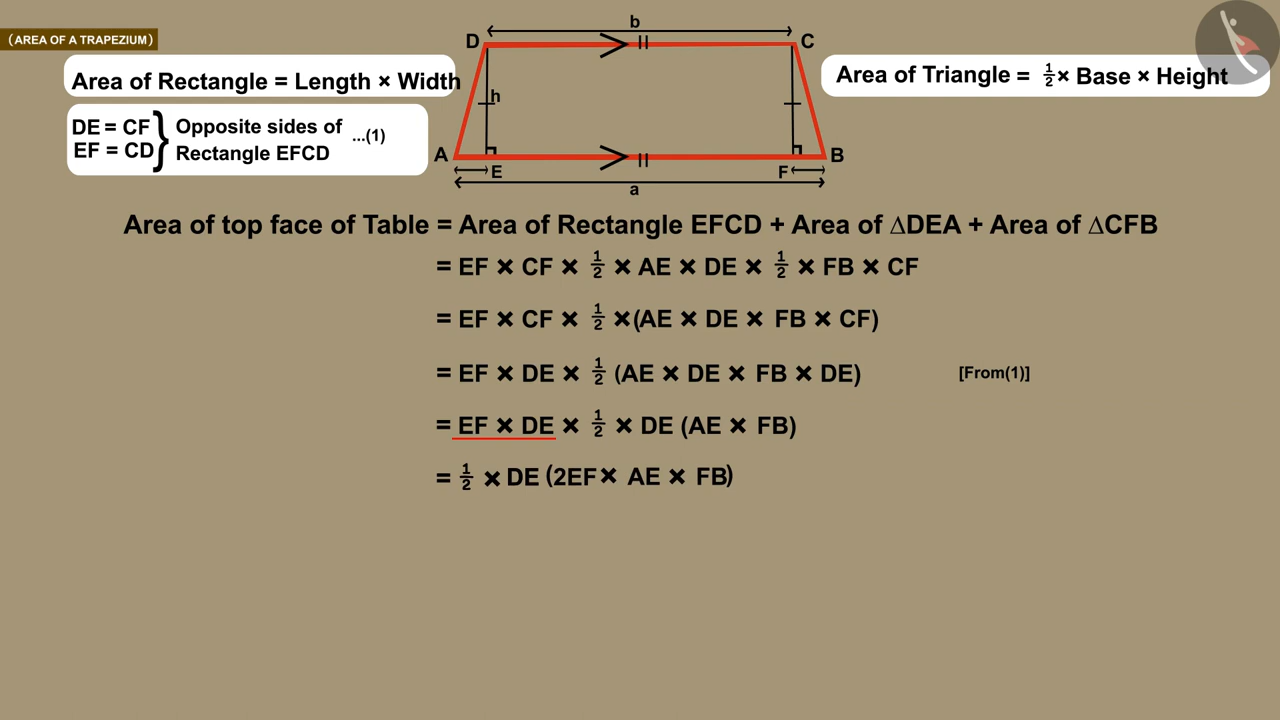 (AREA OF A TRAPEZIUM)
b
D
C
Area of Rectangle = Length × Width
Area of Triangle = 1/2 × Base × Height
h
DE = CF
EF = CD
} Opposite sides of
Rectangle EFCD
...(1)
A
B
E
F
a
Area of top face of Table = Area of Rectangle EFCD + Area of ∆DEA + Area of ∆CFB
= EF × CF × 1/2 × AE × DE × 1/2 × FB × CF
= EF × CF × 1/2 ×(AE × DE × FB × CF)
= EF × DE × 1/2 (AE × DE × FB × DE) [From(1)]
= EF × DE × 1/2 × DE (AE × FB)
= 1/2 × DE (2EF× AE × FB)